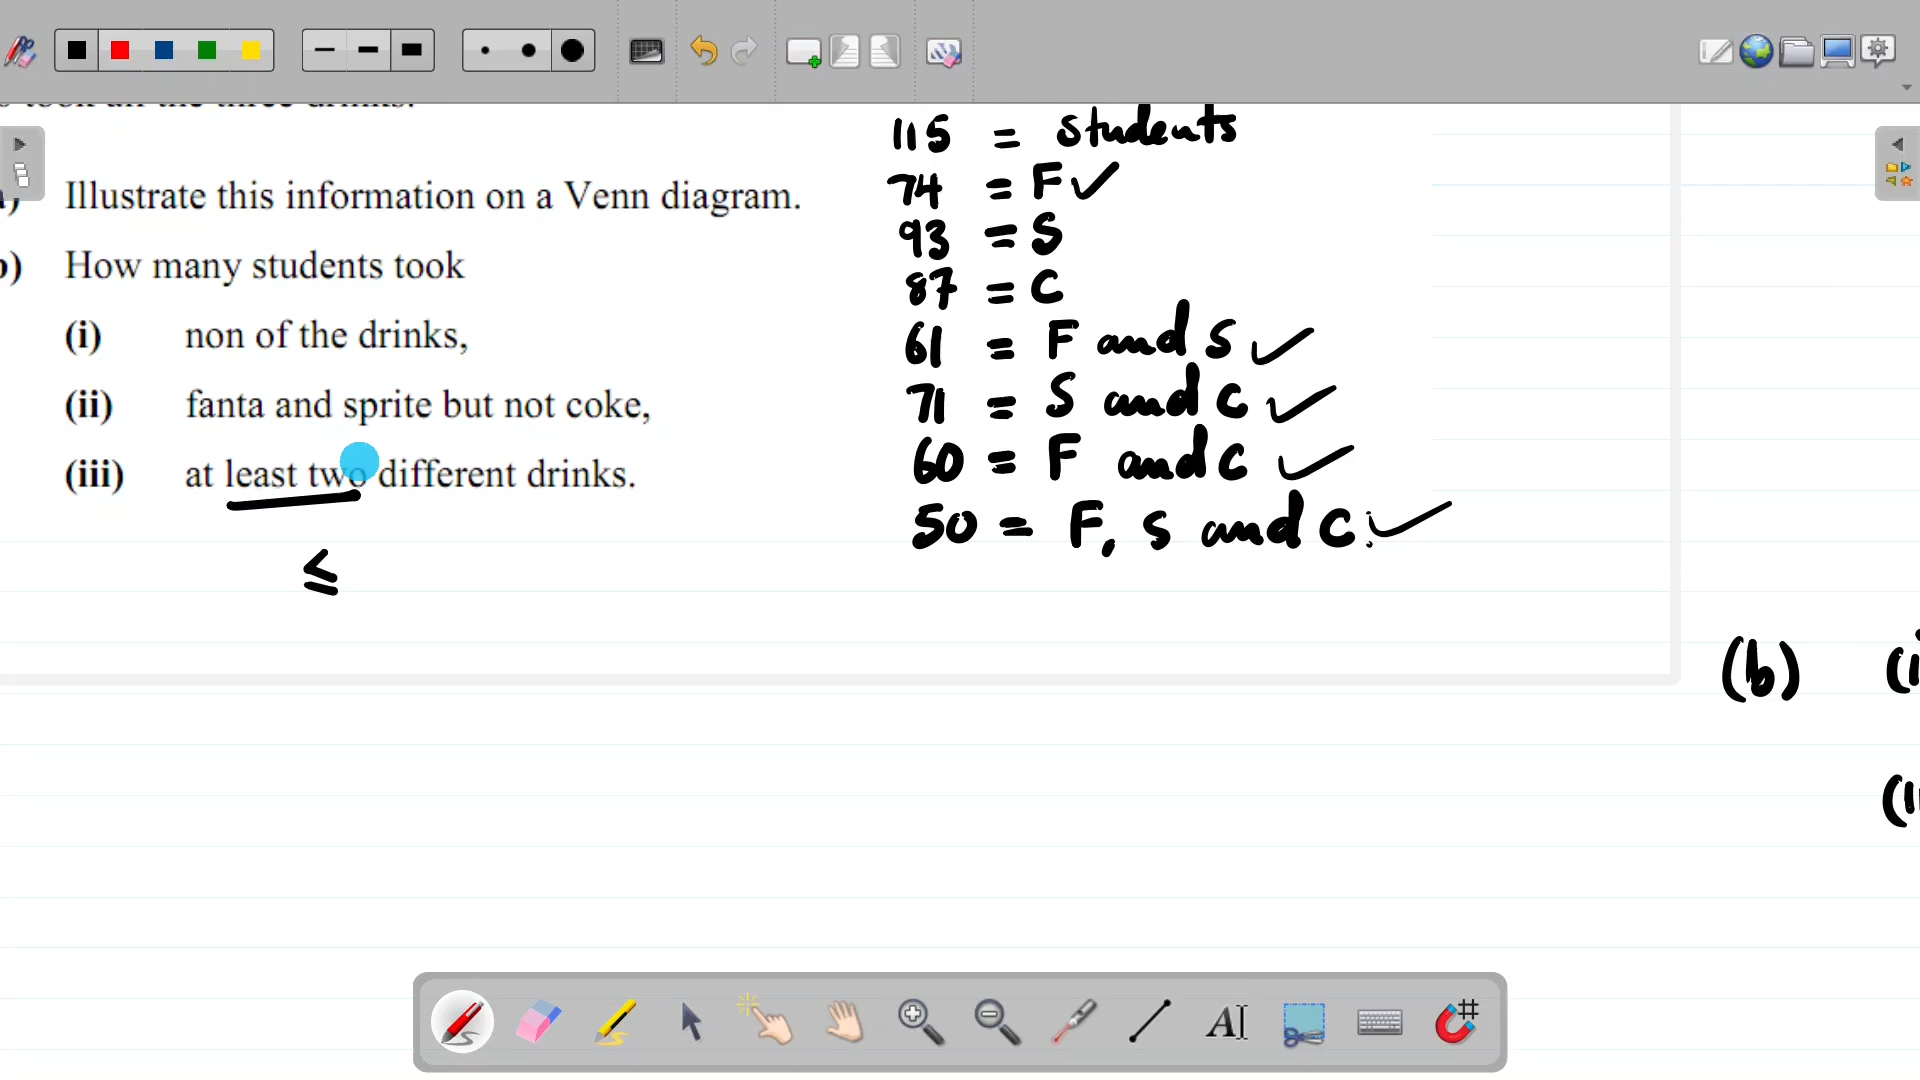 Illustrate this information on a Venn diagram.
How many students took
(i) non of the drinks,
(ii) fanta and sprite but not coke,
(iii) at least two different drinks.
≤
115 = students
74 = F ✓
93 = S
87 = C
61 = F and S ✓
71 = S and C ✓
60 = F and C ✓
50 = F, S and C ✓
(b)